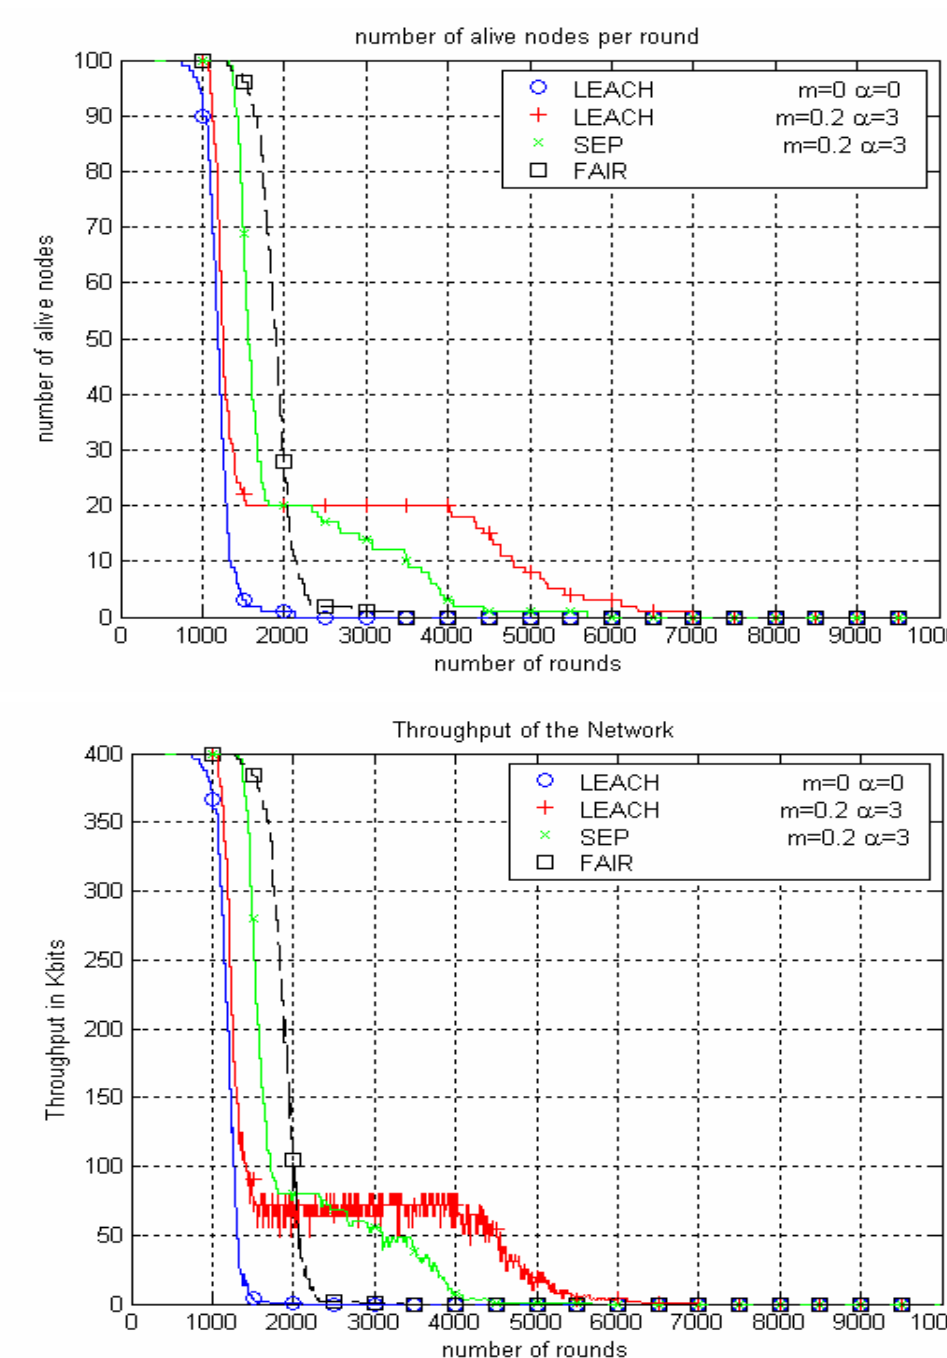 number of alive nodes per round
100
90
80
70
60
50
40
30
20
10
0
number of alive nodes
LEACH m=0 α=0
LEACH m=0.2 α=3
SEP m=0.2 α=3
FAIR
0 1000 2000 3000 4000 5000 6000 7000 8000 9000 1000
number of rounds
Throughput of the Network
400
350
300
250
200
150
100
50
0
Throughput in Kbits
LEACH m=0 α=0
LEACH m=0.2 α=3
SEP m=0.2 α=3
FAIR
0 1000 2000 3000 4000 5000 6000 7000 8000 9000 1000
number of rounds